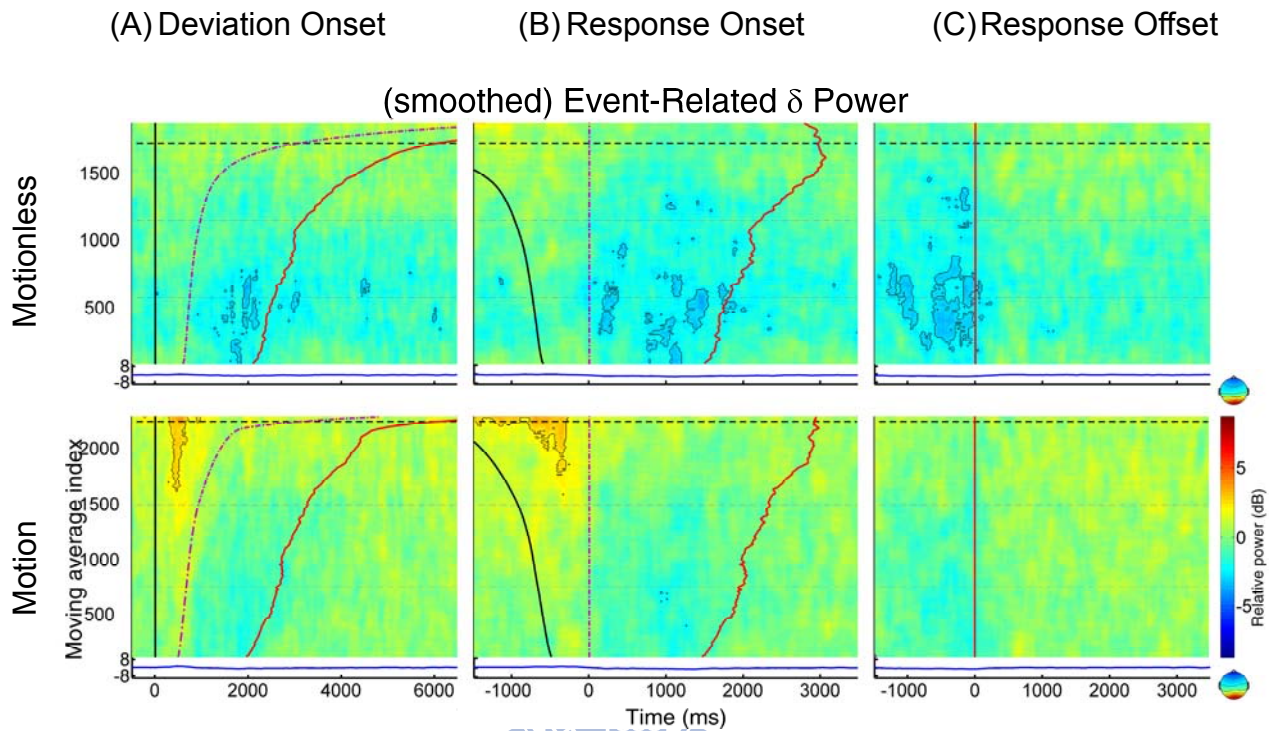 (A) Deviation Onset (B) Response Onset (C) Response Offset
(smoothed) Event-Related δ Power
Motionless
1500
1000
500
8
-8
Motion
Moving average index
2000
1500
1000
500
8
-8
0 2000 4000 6000 -1000 0 1000 2000 3000 -1000 0 1000 2000 3000
Time (ms)
5
0
-5
Relative power (dB)